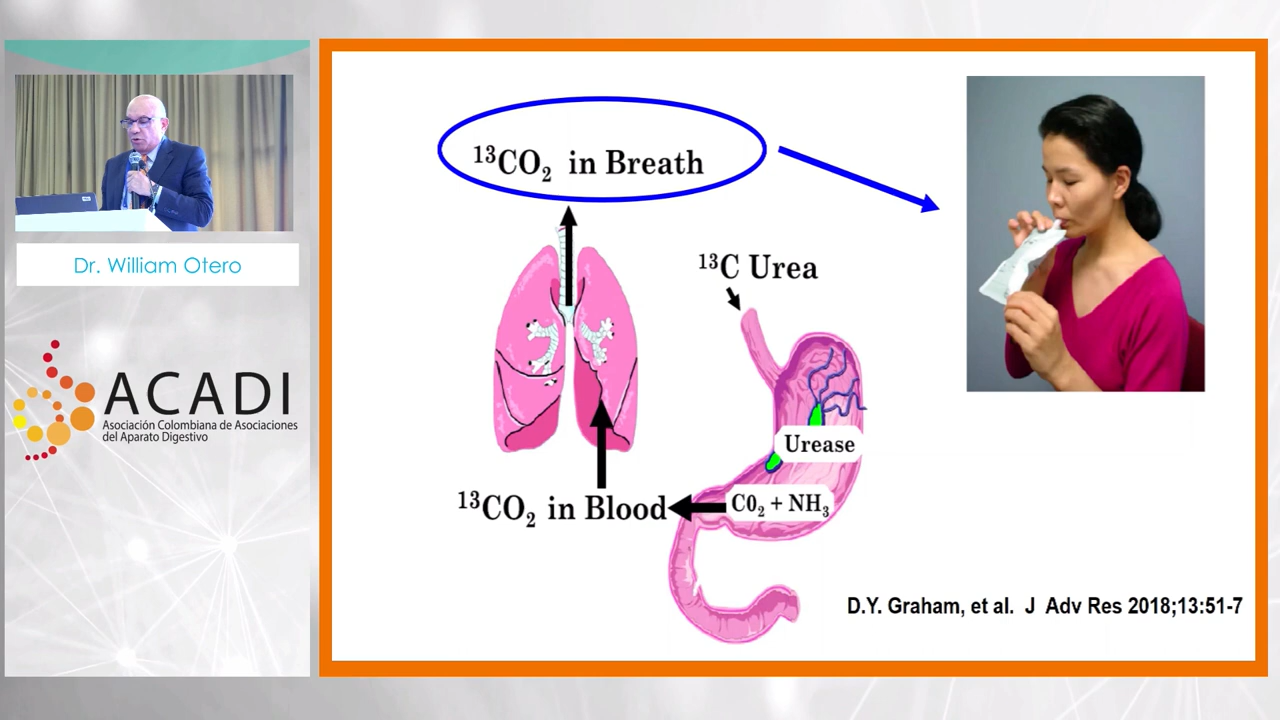 Dr. William Otero
ACADI
Asociación Colombiana de Asociaciones
del Aparato Digestivo
¹³CO₂ in Breath
¹³C Urea
Urease
C0₂ + NH₃
¹³CO₂ in Blood
D.Y. Graham, et al. J Adv Res 2018;13:51-7